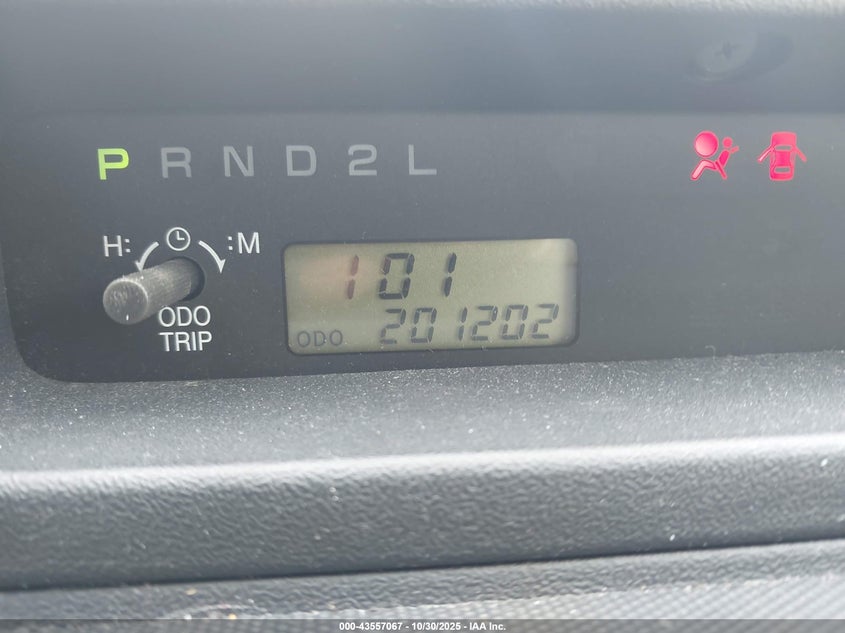 P R N D 2 L
H: :M
101
ODO 201202
ODO
TRIP
000-43557067 • 10/30/2025 • IAA Inc.